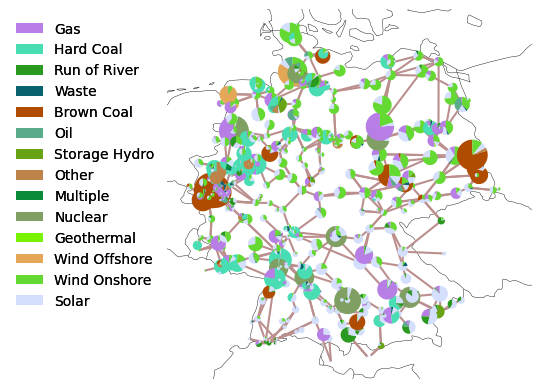 Gas
Hard Coal
Run of River
Waste
Brown Coal
Oil
Storage Hydro
Other
Multiple
Nuclear
Geothermal
Wind Offshore
Wind Onshore
Solar